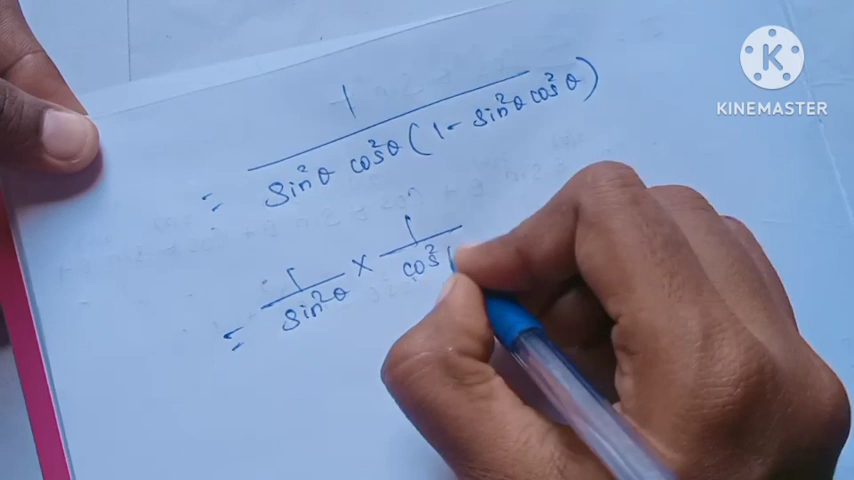 K
KINEMASTER
1
= sin²θ cos²θ (1- sin²θ cos²θ)
= 1/sin²θ × 1/cos²